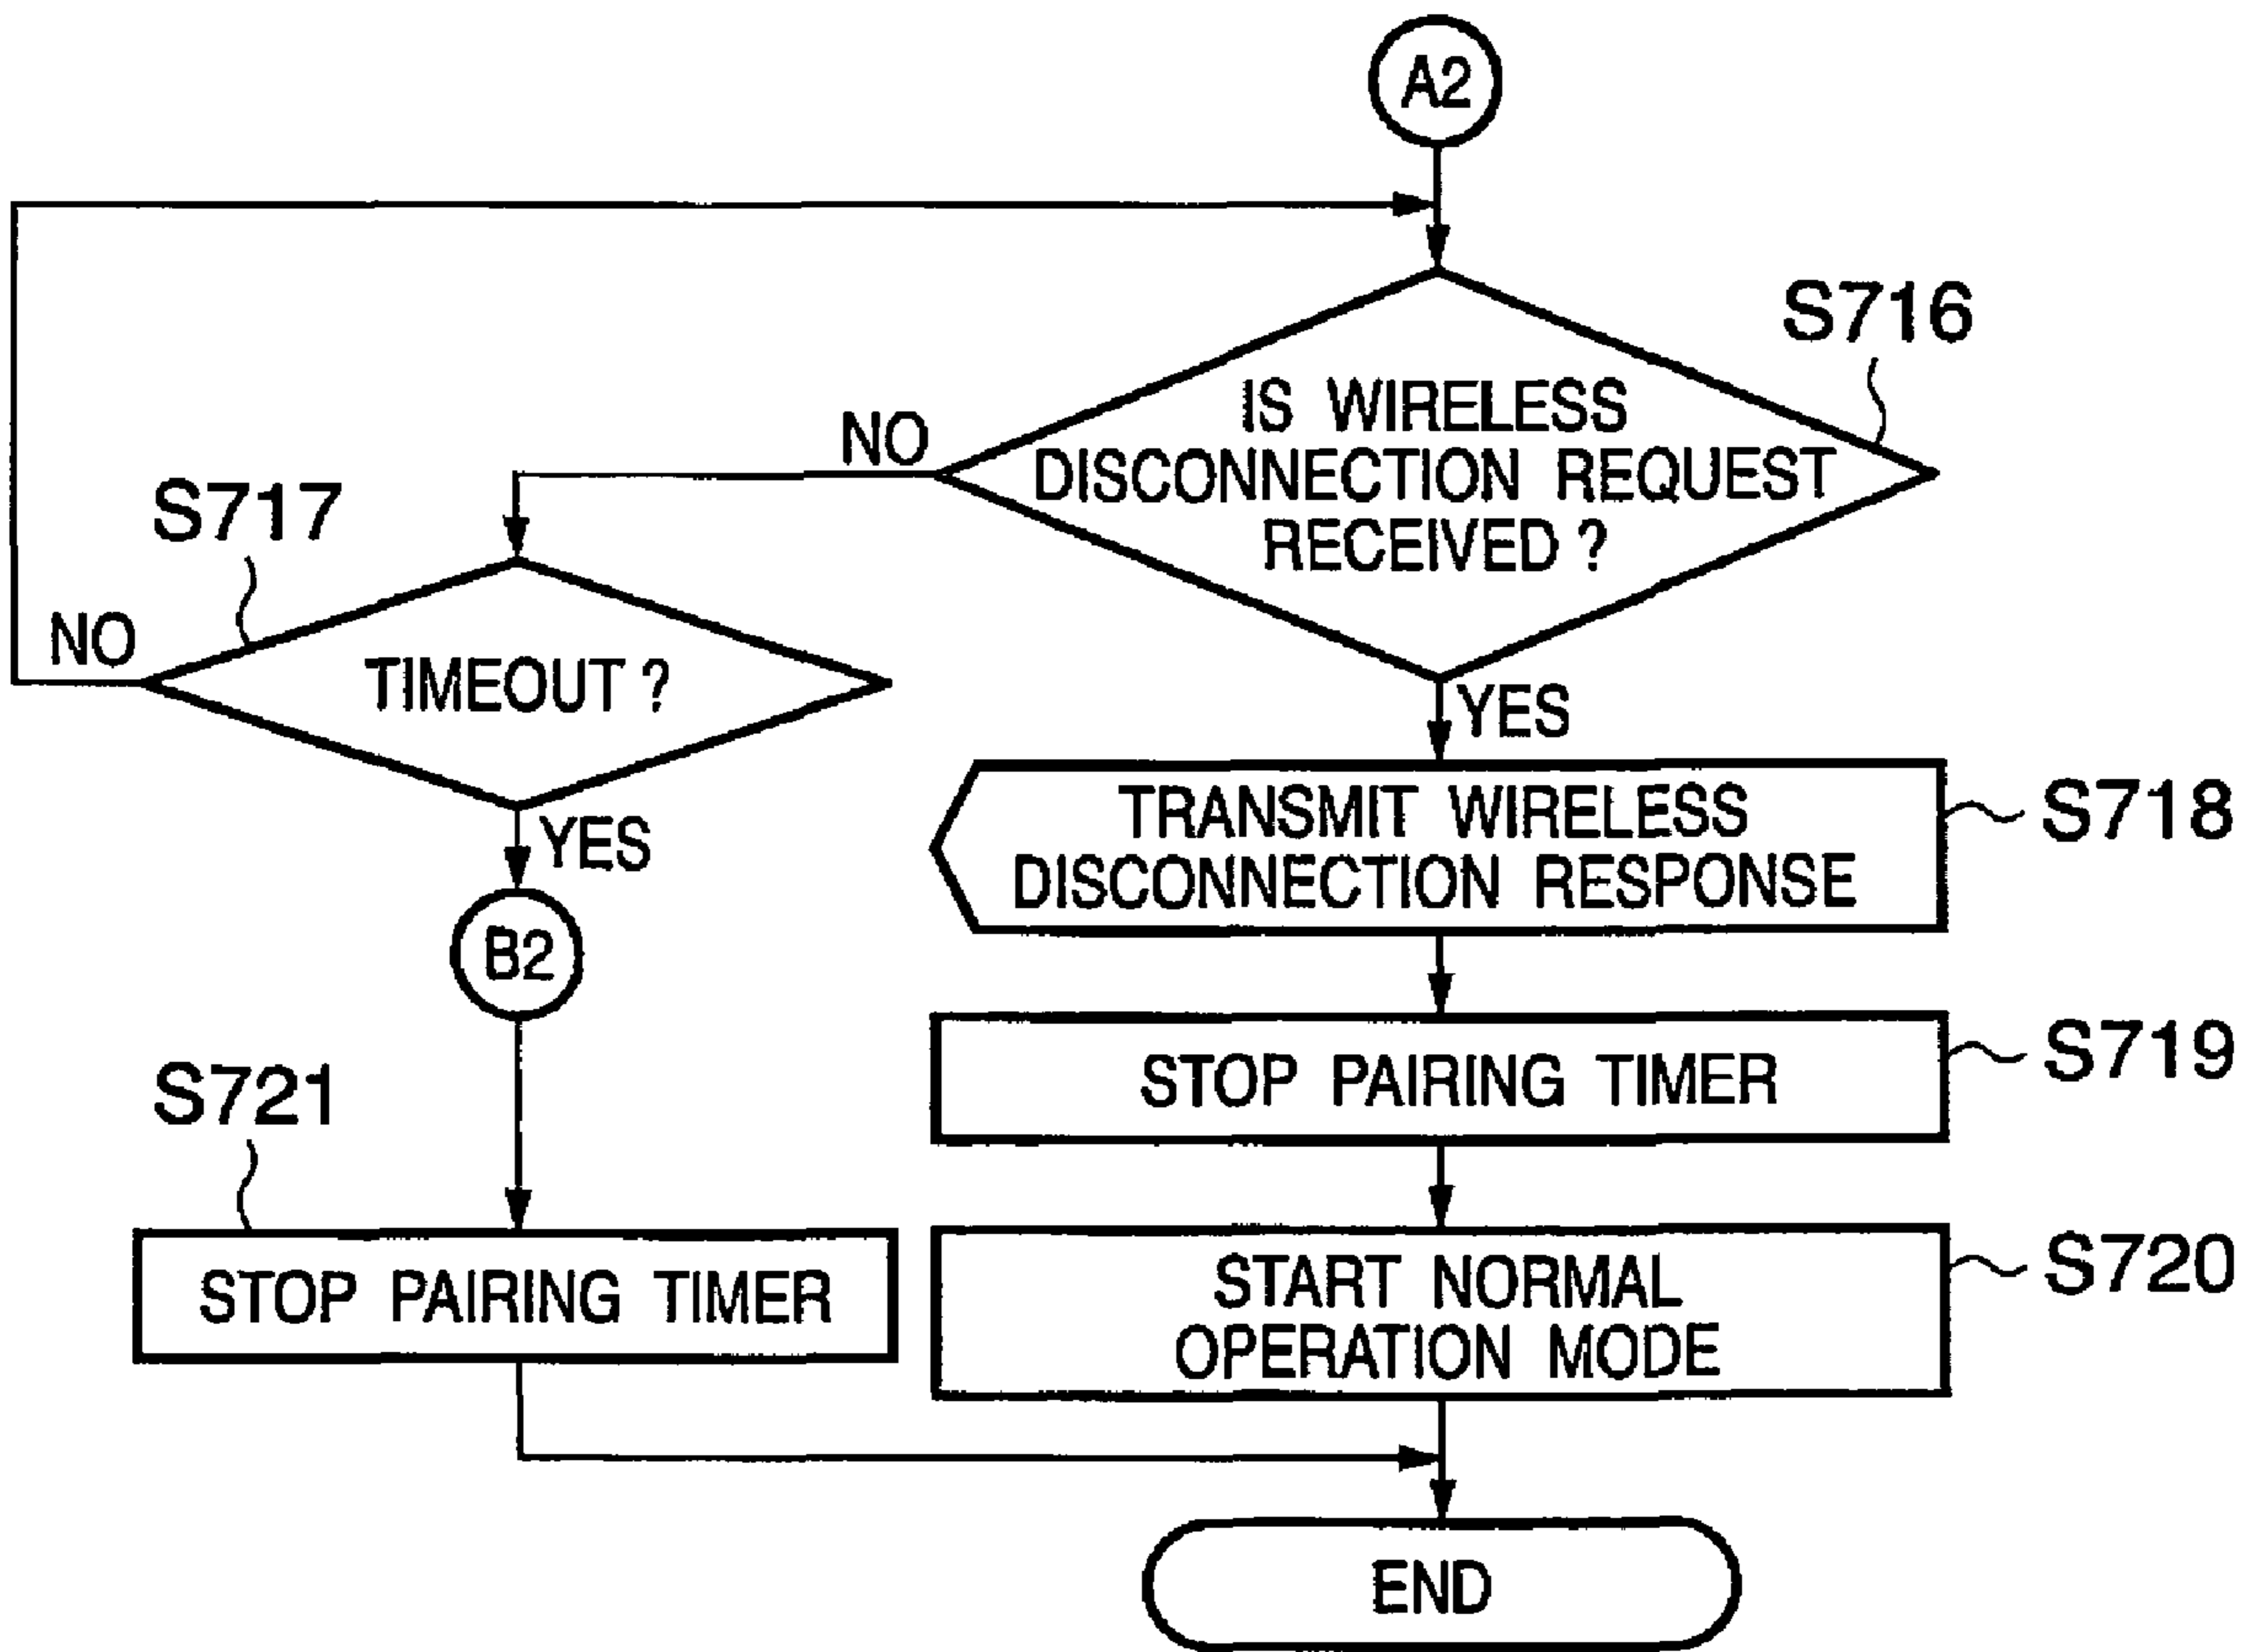 A2
S716
IS WIRELESS
DISCONNECTION REQUEST
RECEIVED ?
NO
S717
NO
TIMEOUT ?
YES
YES
TRANSMIT WIRELESS
DISCONNECTION RESPONSE
S718
B2
STOP PAIRING TIMER
S719
S721
STOP PAIRING TIMER
START NORMAL
OPERATION MODE
S720
END